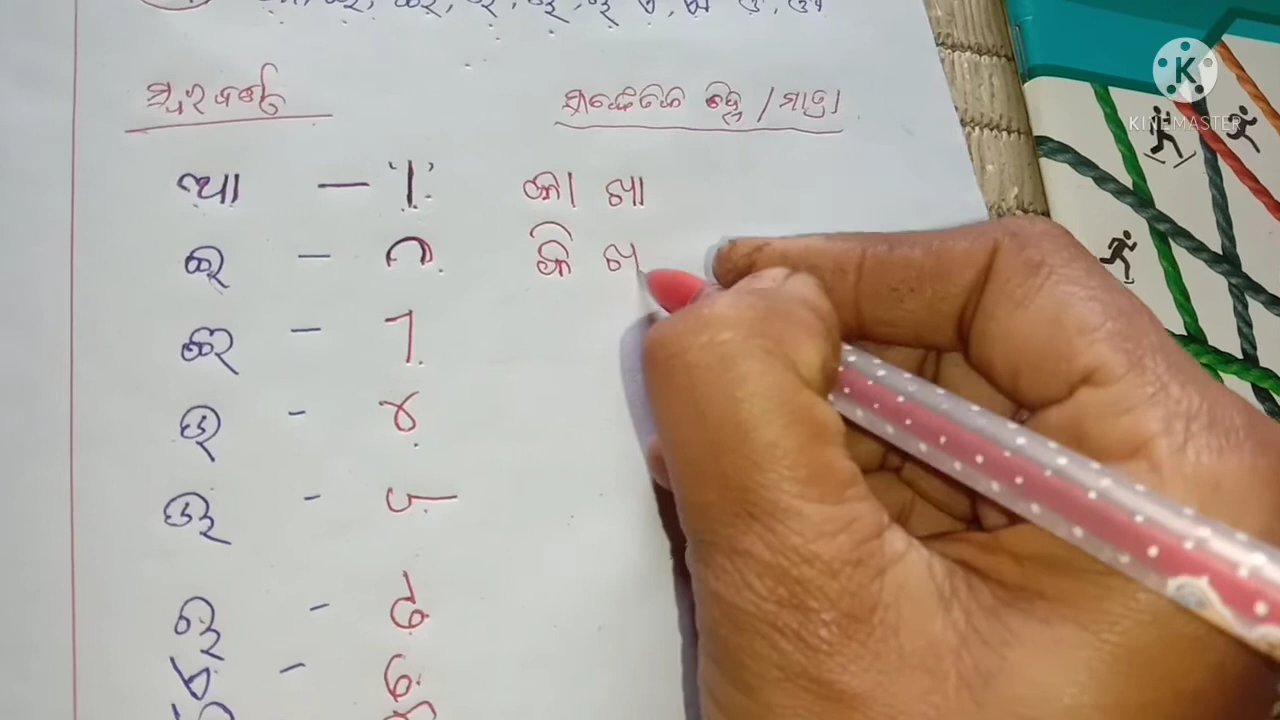 ସ୍ୱରବର୍ଣ୍ଣ ସାଙ୍କେତିକ ଚିହ୍ନ / ମାତ୍ରା
ଆ — ା କା ଖା
ଇ – ି କି ଖ
ଈ – ୀ
ଉ – ୁ
ଊ – ୂ
ଋ – ୃ
ଏ – େ
KINEMASTER